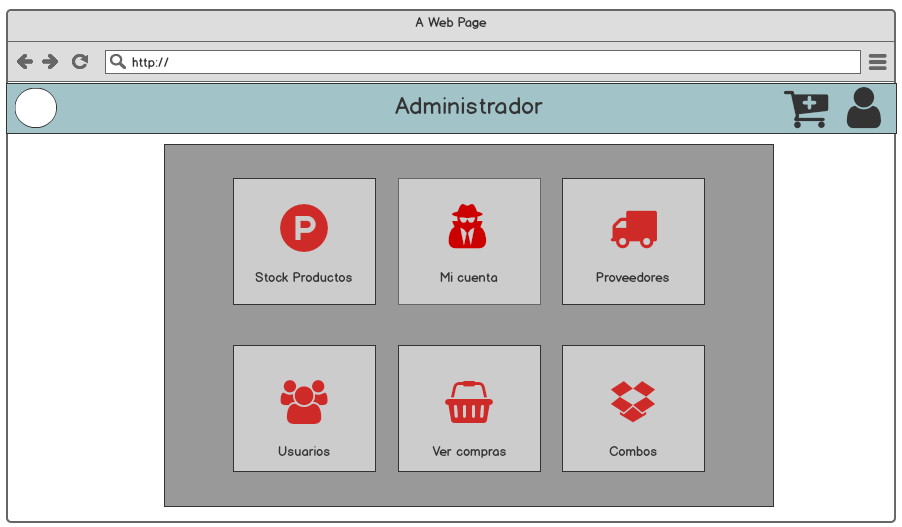 A Web Page
http://
Administrador
P
Stock Productos
Mi cuenta
Proveedores
Usuarios
Ver compras
Combos